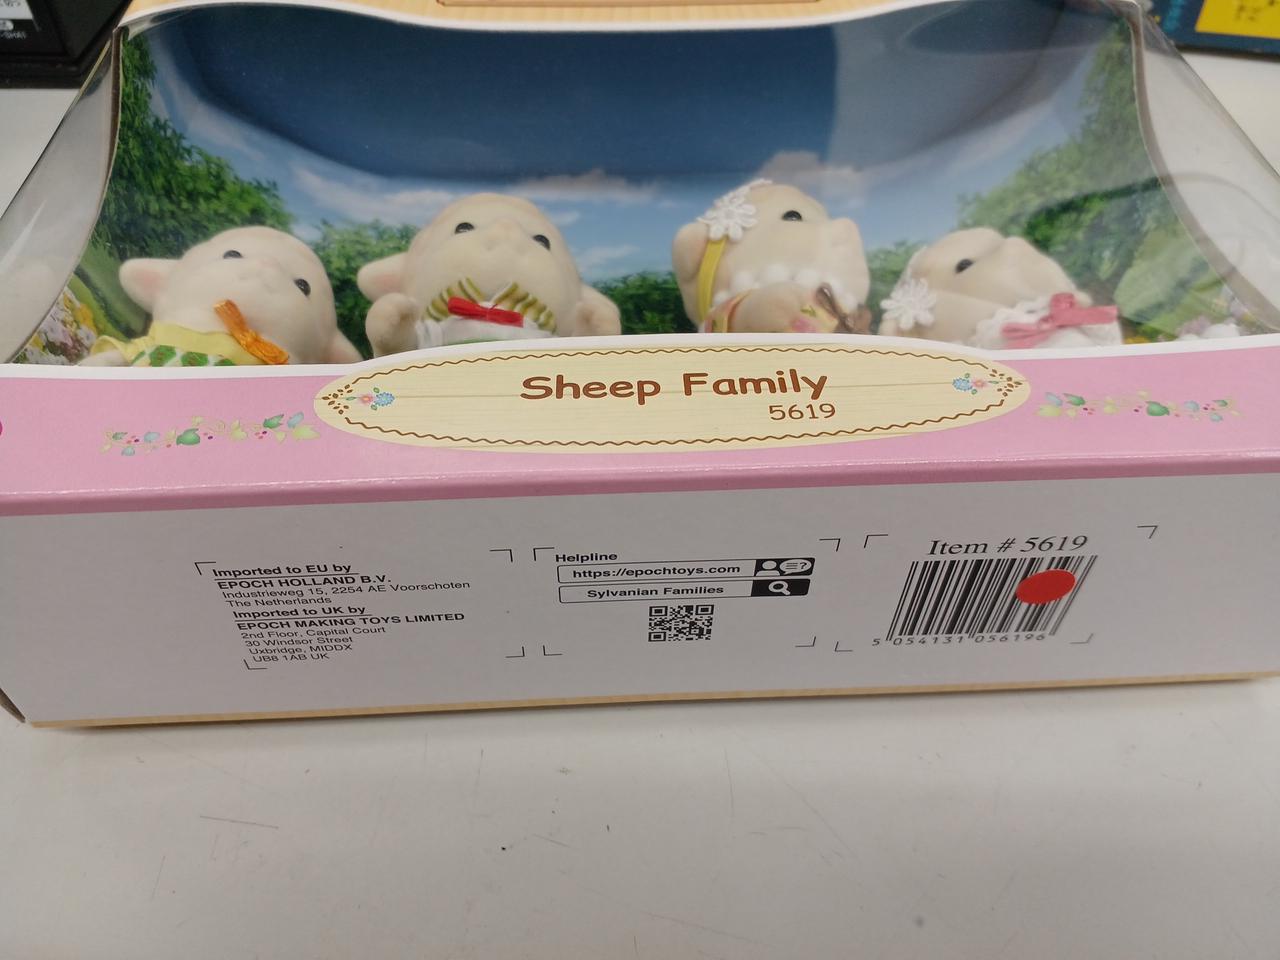 Sheep Family
5619
Imported to EU by
EPOCH HOLLAND B.V.
Industrieweg 15, 2254 AE Voorschoten
The Netherlands
Imported to UK by
EPOCH MAKING TOYS LIMITED
2nd Floor, Capital Court
30 Windsor Street
Uxbridge, MIDDX
UB8 1AB UK
Helpline
https://epochtoys.com
Sylvanian Families
Item # 5619
5 054131 056196